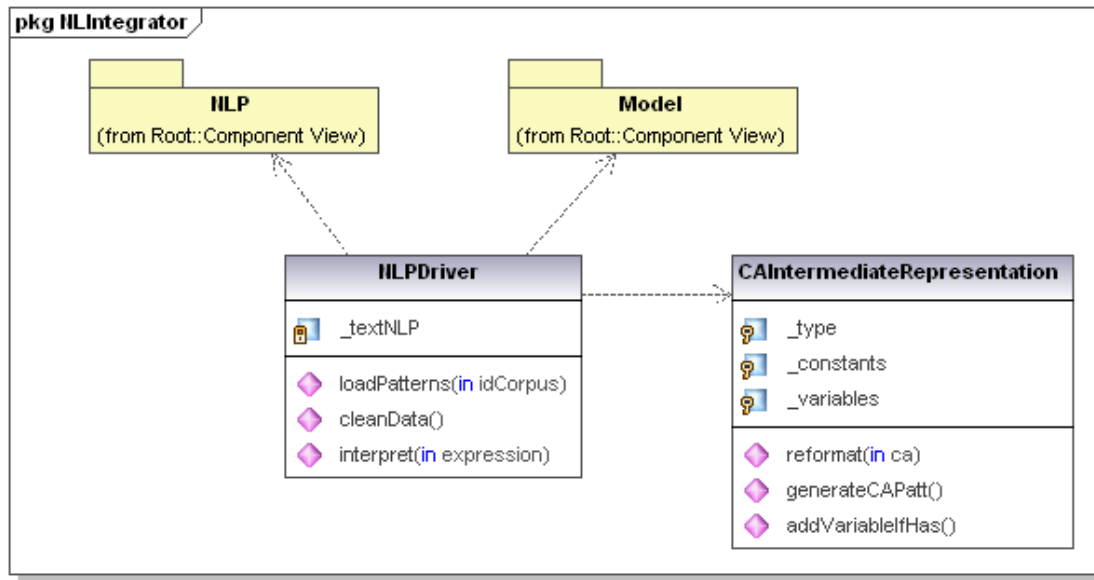 pkg NLIntegrator
NLP
(from Root::Component View)
Model
(from Root::Component View)
NLPDriver
_textNLP
loadPatterns(in idCorpus)
cleanData()
interpret(in expression)
CAIntermediateRepresentation
_type
_constants
_variables
reformat(in ca)
generateCAPatt()
addVariableIfHas()